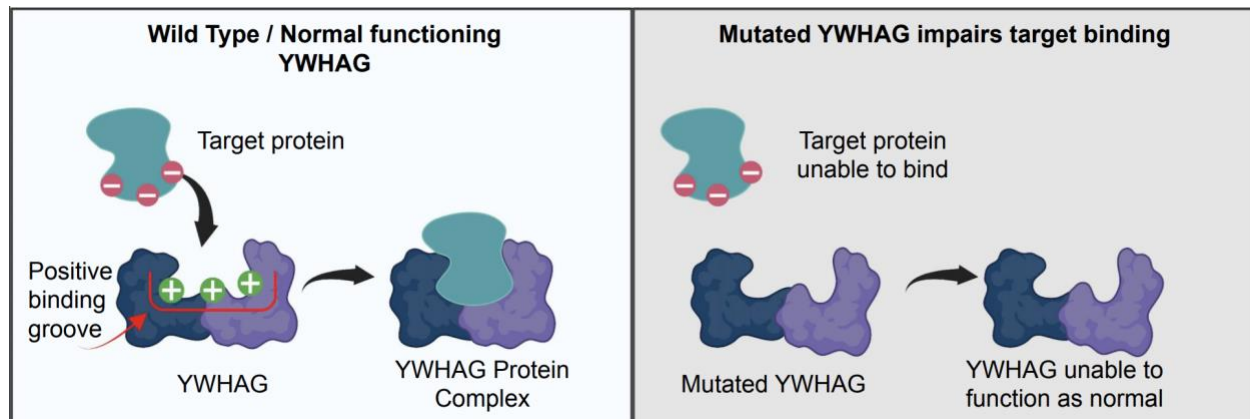 Wild Type / Normal functioning
YWHAG
Target protein
Positive
binding
groove
YWHAG
YWHAG Protein
Complex
Mutated YWHAG impairs target binding
Target protein
unable to bind
Mutated YWHAG
YWHAG unable to
function as normal